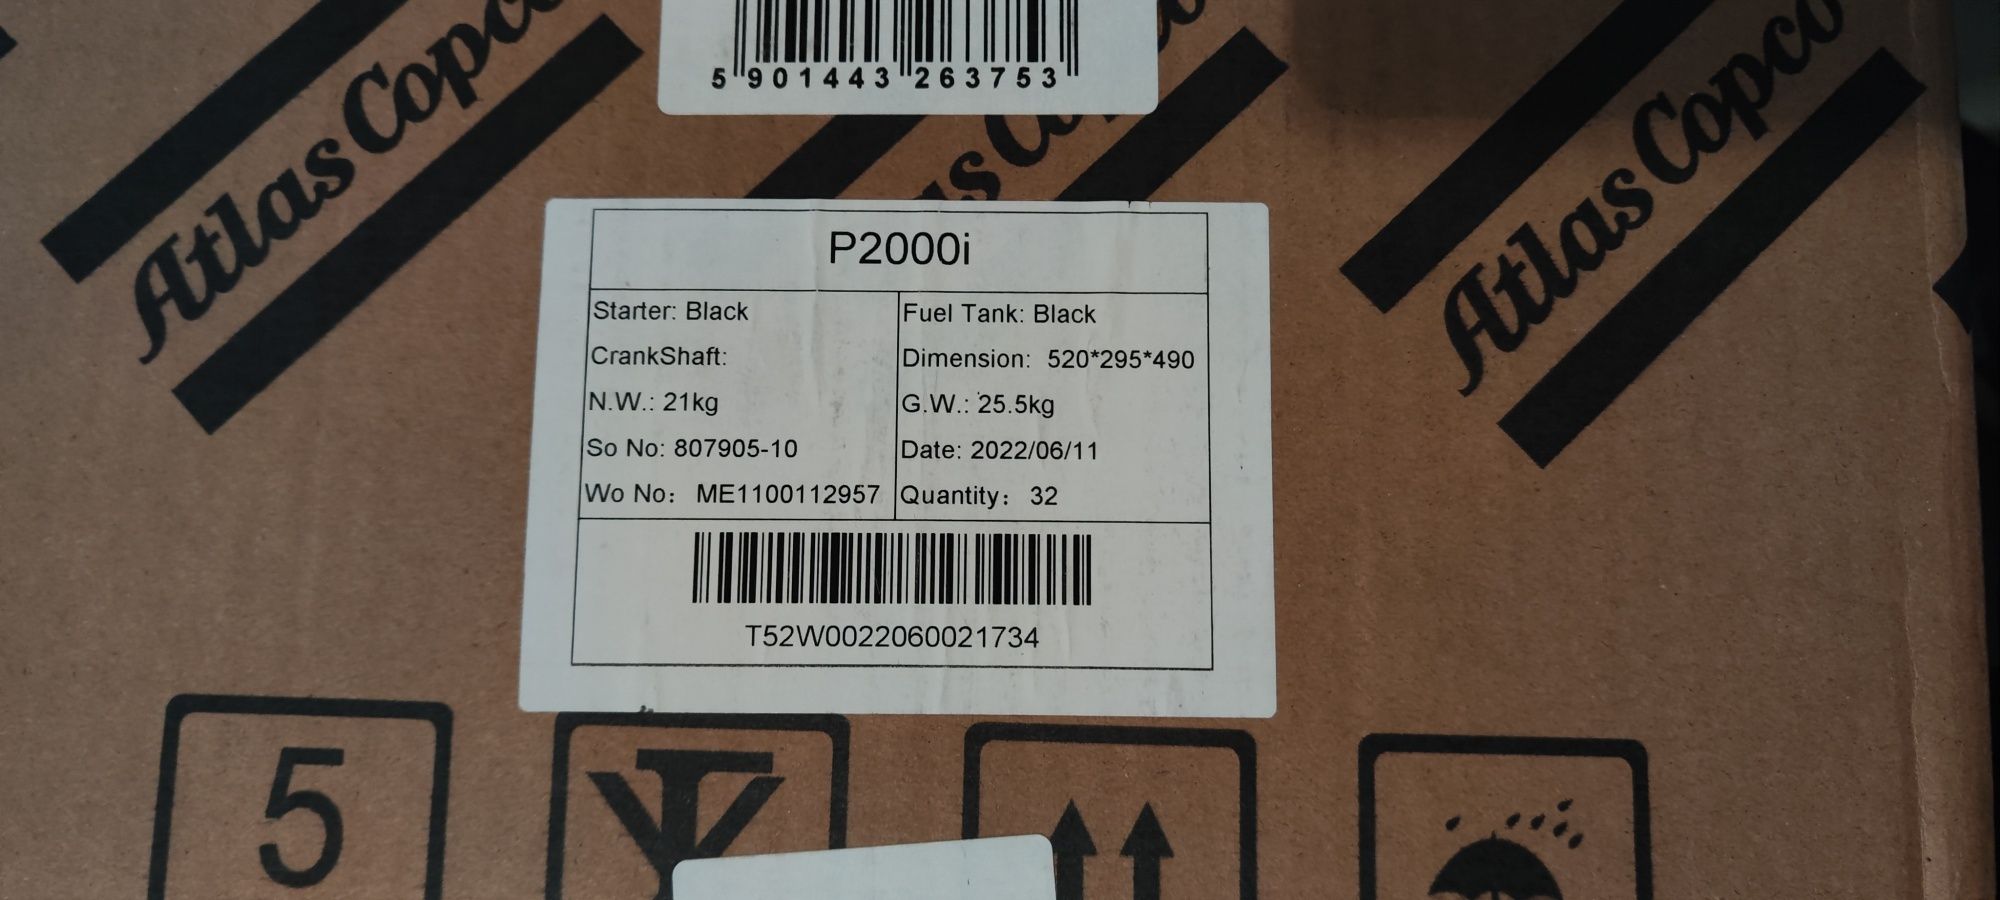 Atlas Copco
5 901443 263753
Atlas Copco
P2000i
Starter: Black
Fuel Tank: Black
CrankShaft:
Dimension: 520*295*490
N.W.: 21kg
G.W.: 25.5kg
So No: 807905-10
Date: 2022/06/11
Wo No: ME1100112957
Quantity: 32
T52W0022060021734
5